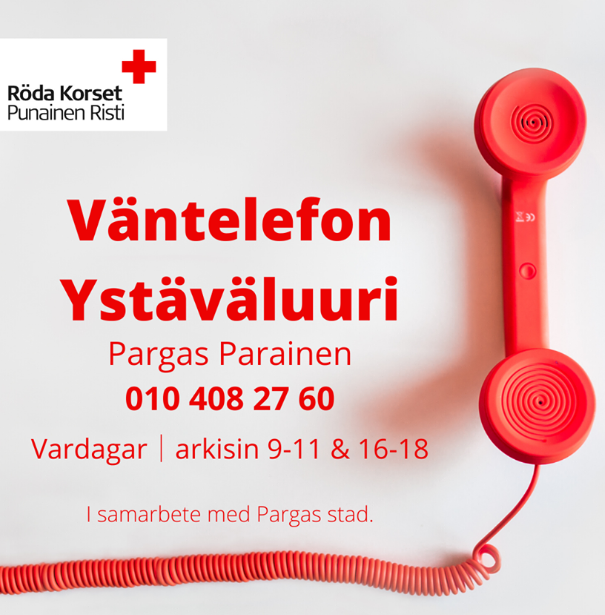 Röda Korset
Punainen Risti
Väntelefon
Ystäväluuri
Pargas Parainen
010 408 27 60
Vardagar | arkisin 9-11 & 16-18
I samarbete med Pargas stad.